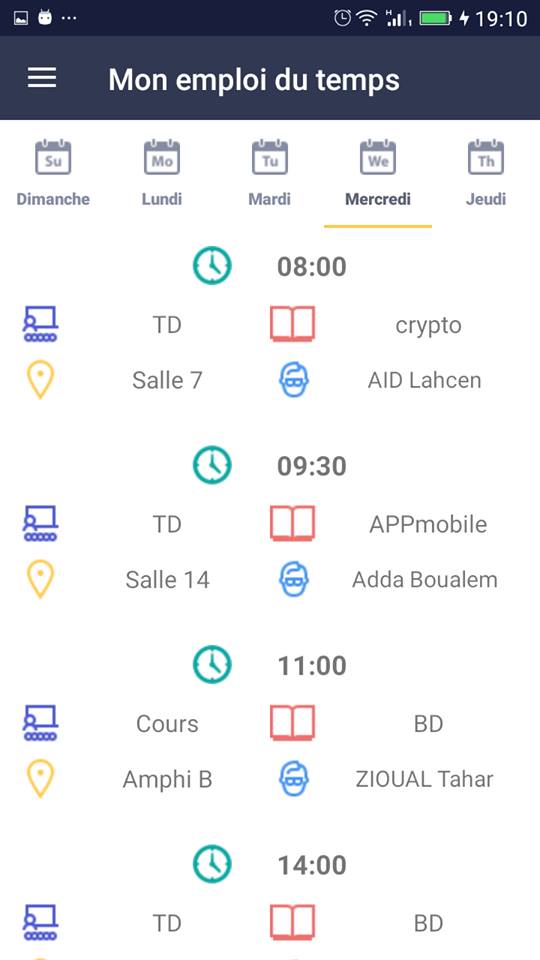 19:10
Mon emploi du temps
Su Mo Tu We Th
Dimanche Lundi Mardi Mercredi Jeudi
08:00
TD crypto
Salle 7 AID Lahcen
09:30
TD APPmobile
Salle 14 Adda Boualem
11:00
Cours BD
Amphi B ZIOUAL Tahar
14:00
TD BD